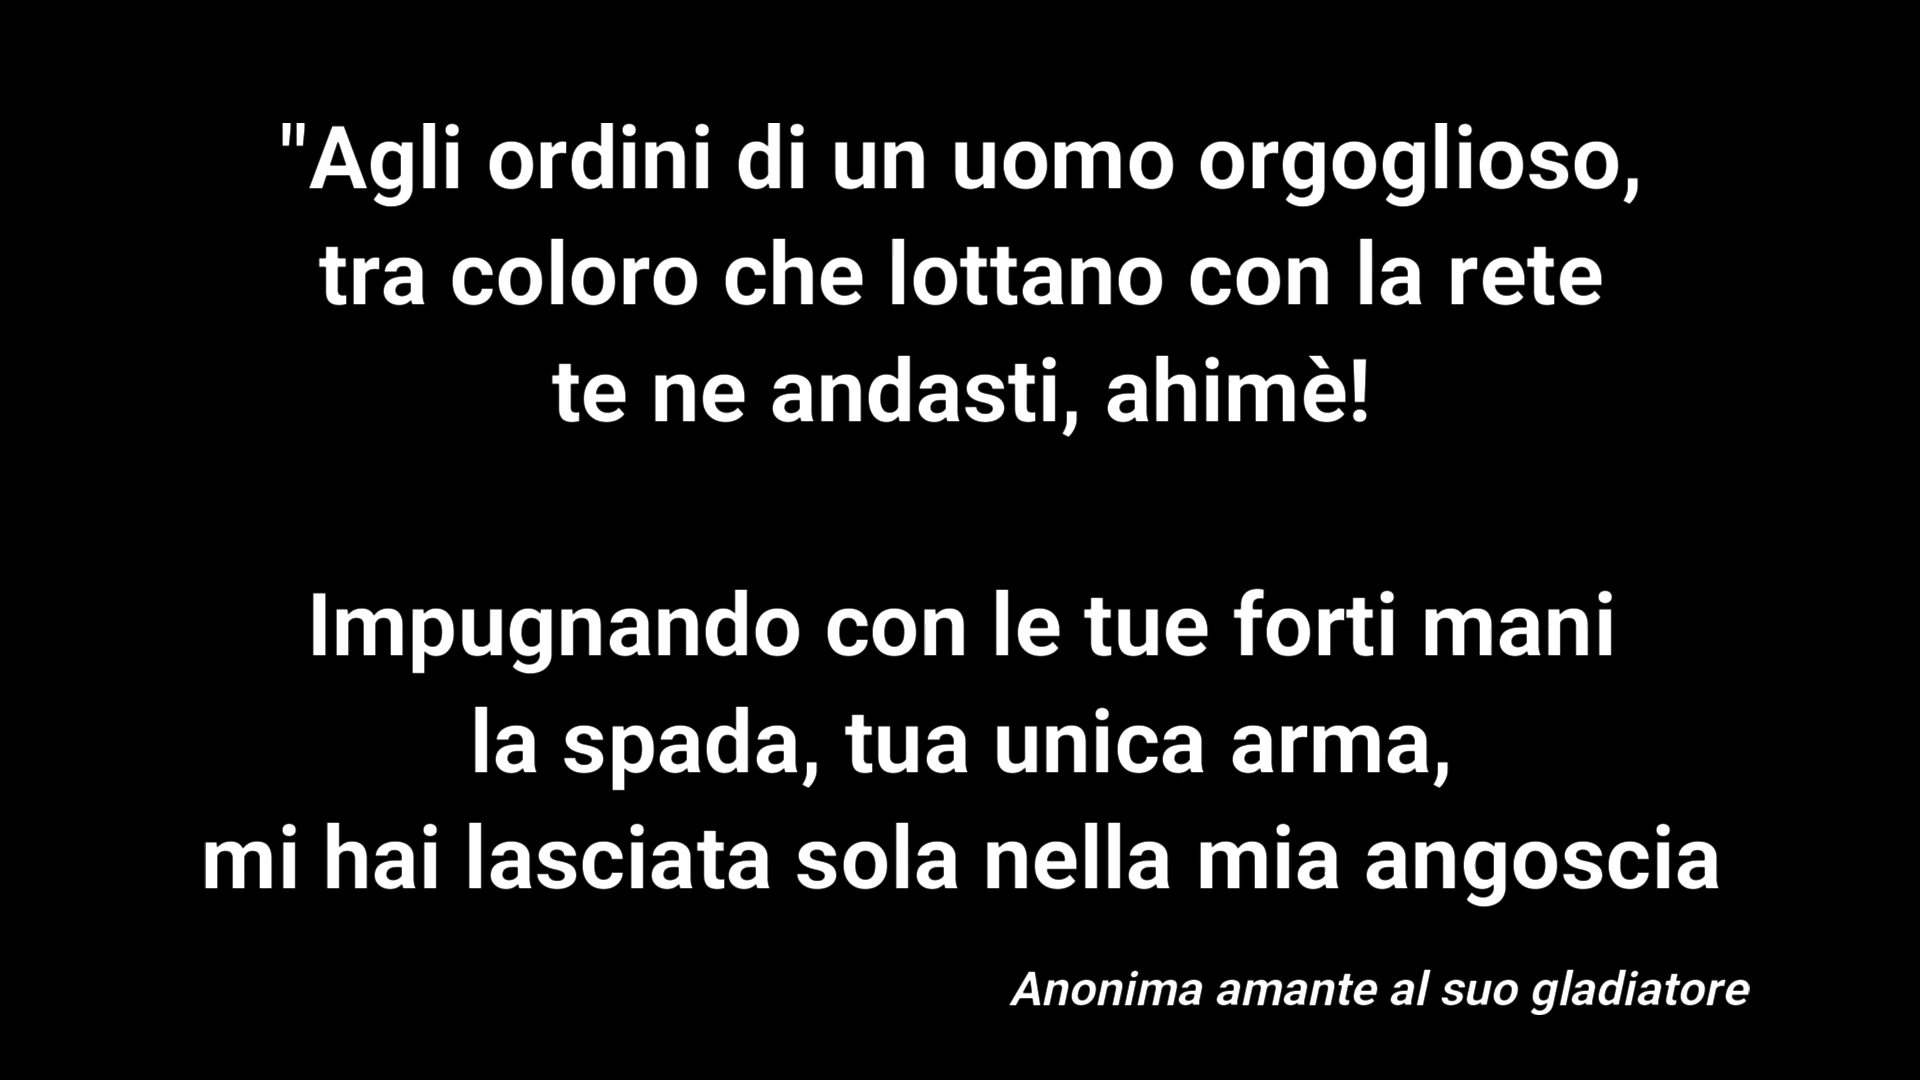 "Agli ordini di un uomo orgoglioso,
tra coloro che lottano con la rete
te ne andasti, ahimè!
Impugnando con le tue forti mani
la spada, tua unica arma,
mi hai lasciata sola nella mia angoscia
Anonima amante al suo gladiatore